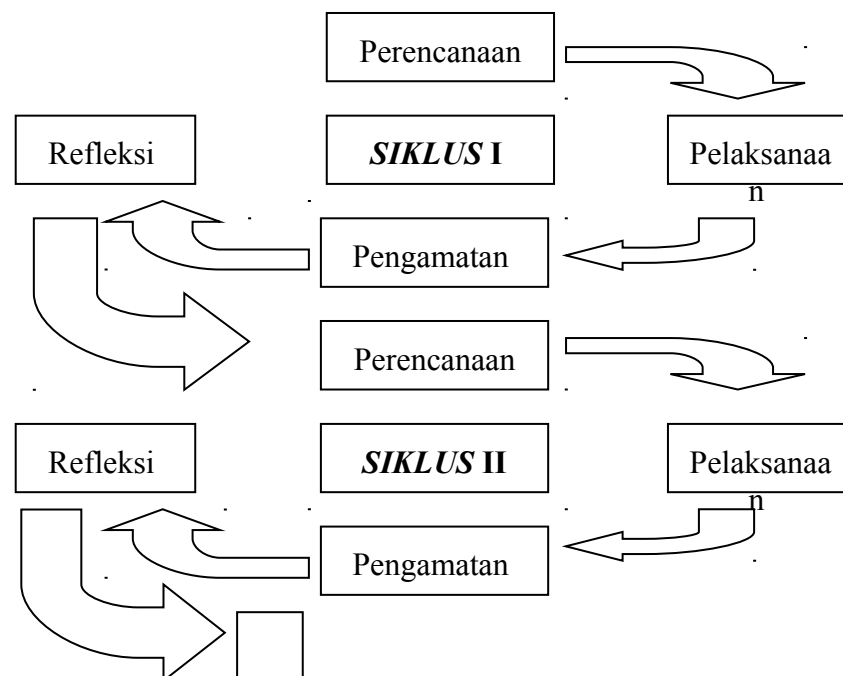 Perencanaan
Refleksi
SIKLUS I
Pelaksanaa
n
Pengamatan
Perencanaan
Refleksi
SIKLUS II
Pelaksanaa
n
Pengamatan